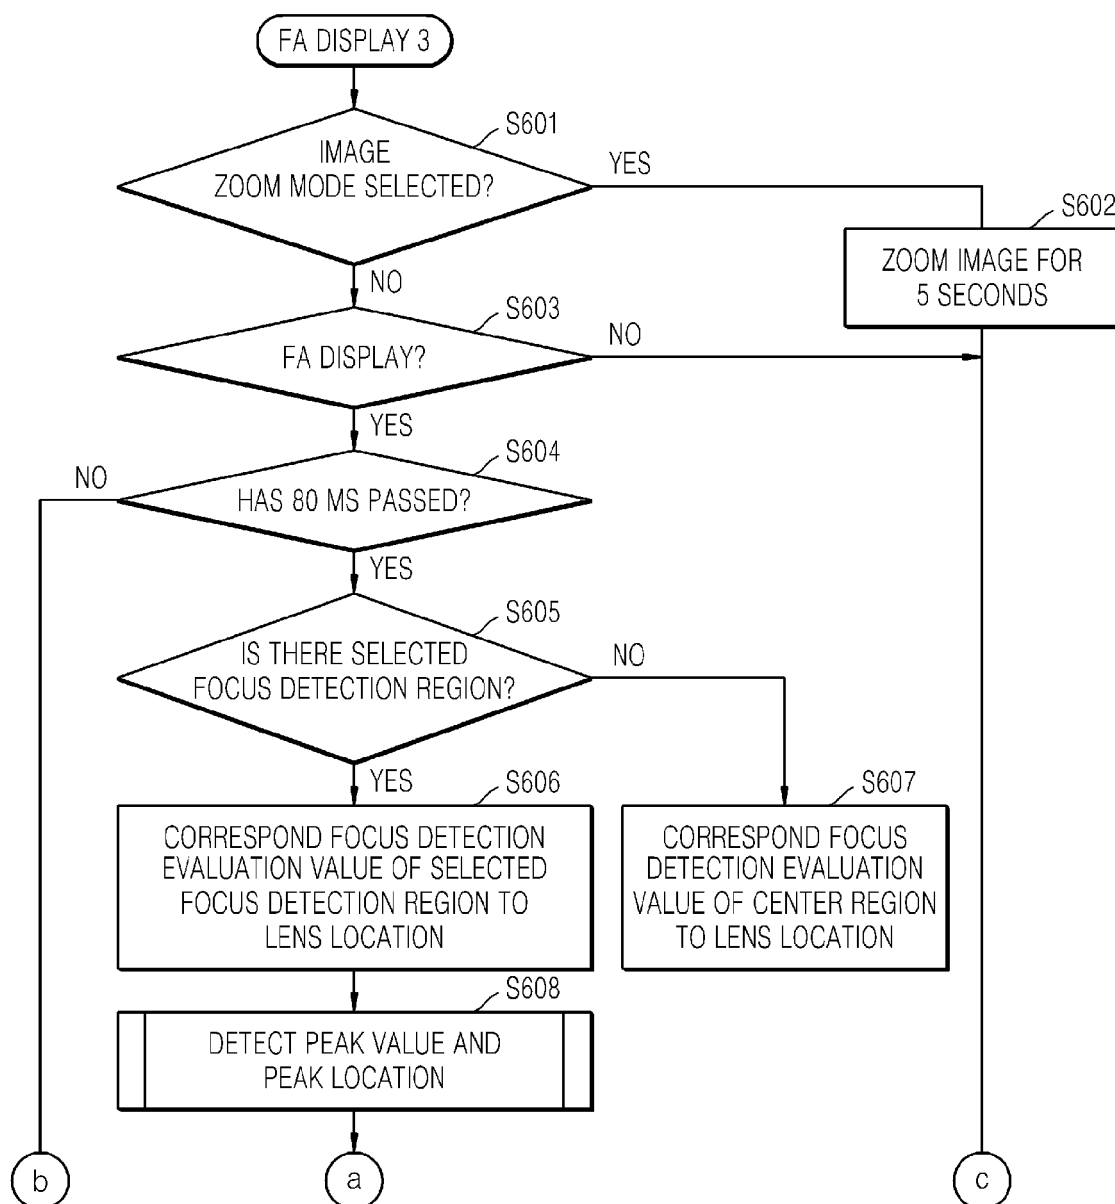 FA DISPLAY 3
S601
IMAGE
ZOOM MODE SELECTED?
YES
S602
ZOOM IMAGE FOR
5 SECONDS
NO
S603
FA DISPLAY?
NO
YES
S604
NO
HAS 80 MS PASSED?
YES
S605
IS THERE SELECTED
FOCUS DETECTION REGION?
NO
YES
S606
CORRESPOND FOCUS DETECTION
EVALUATION VALUE OF SELECTED
FOCUS DETECTION REGION TO
LENS LOCATION
S607
CORRESPOND FOCUS
DETECTION EVALUATION
VALUE OF CENTER REGION
TO LENS LOCATION
S608
DETECT PEAK VALUE AND
PEAK LOCATION
b
a
c